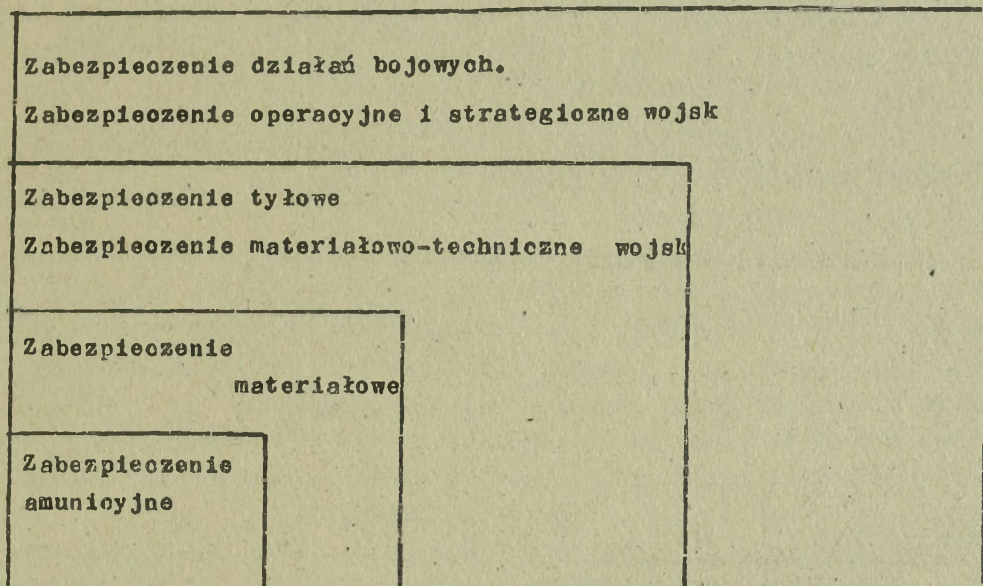 Zabezpieczenie działań bojowych.
Zabezpieczenie operacyjne i strategiczne wojsk
Zabezpieczenie tyłowe
Zabezpieczenie materiałowo-techniczne wojsk
Zabezpieczenie
materiałowe
Zabezpieczenie
amunicyjne